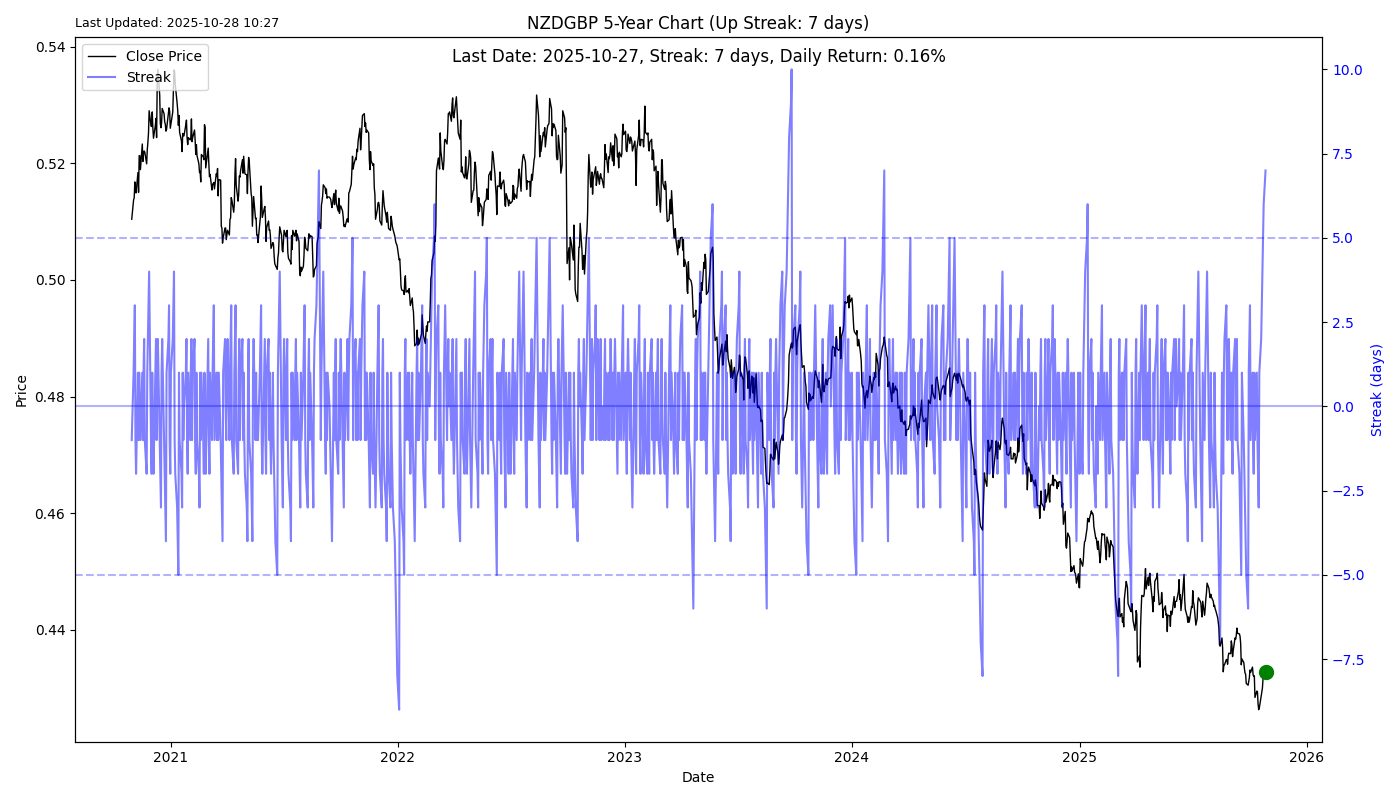 Last Updated: 2025-10-28 10:27
NZDGBP 5-Year Chart (Up Streak: 7 days)
Last Date: 2025-10-27, Streak: 7 days, Daily Return: 0.16%
Close Price
Streak
0.54
0.52
0.50
0.48
0.46
0.44
Price
10.0
7.5
5.0
2.5
0.0
−2.5
−5.0
−7.5
Streak (days)
2021
2022
2023
2024
2025
2026
Date